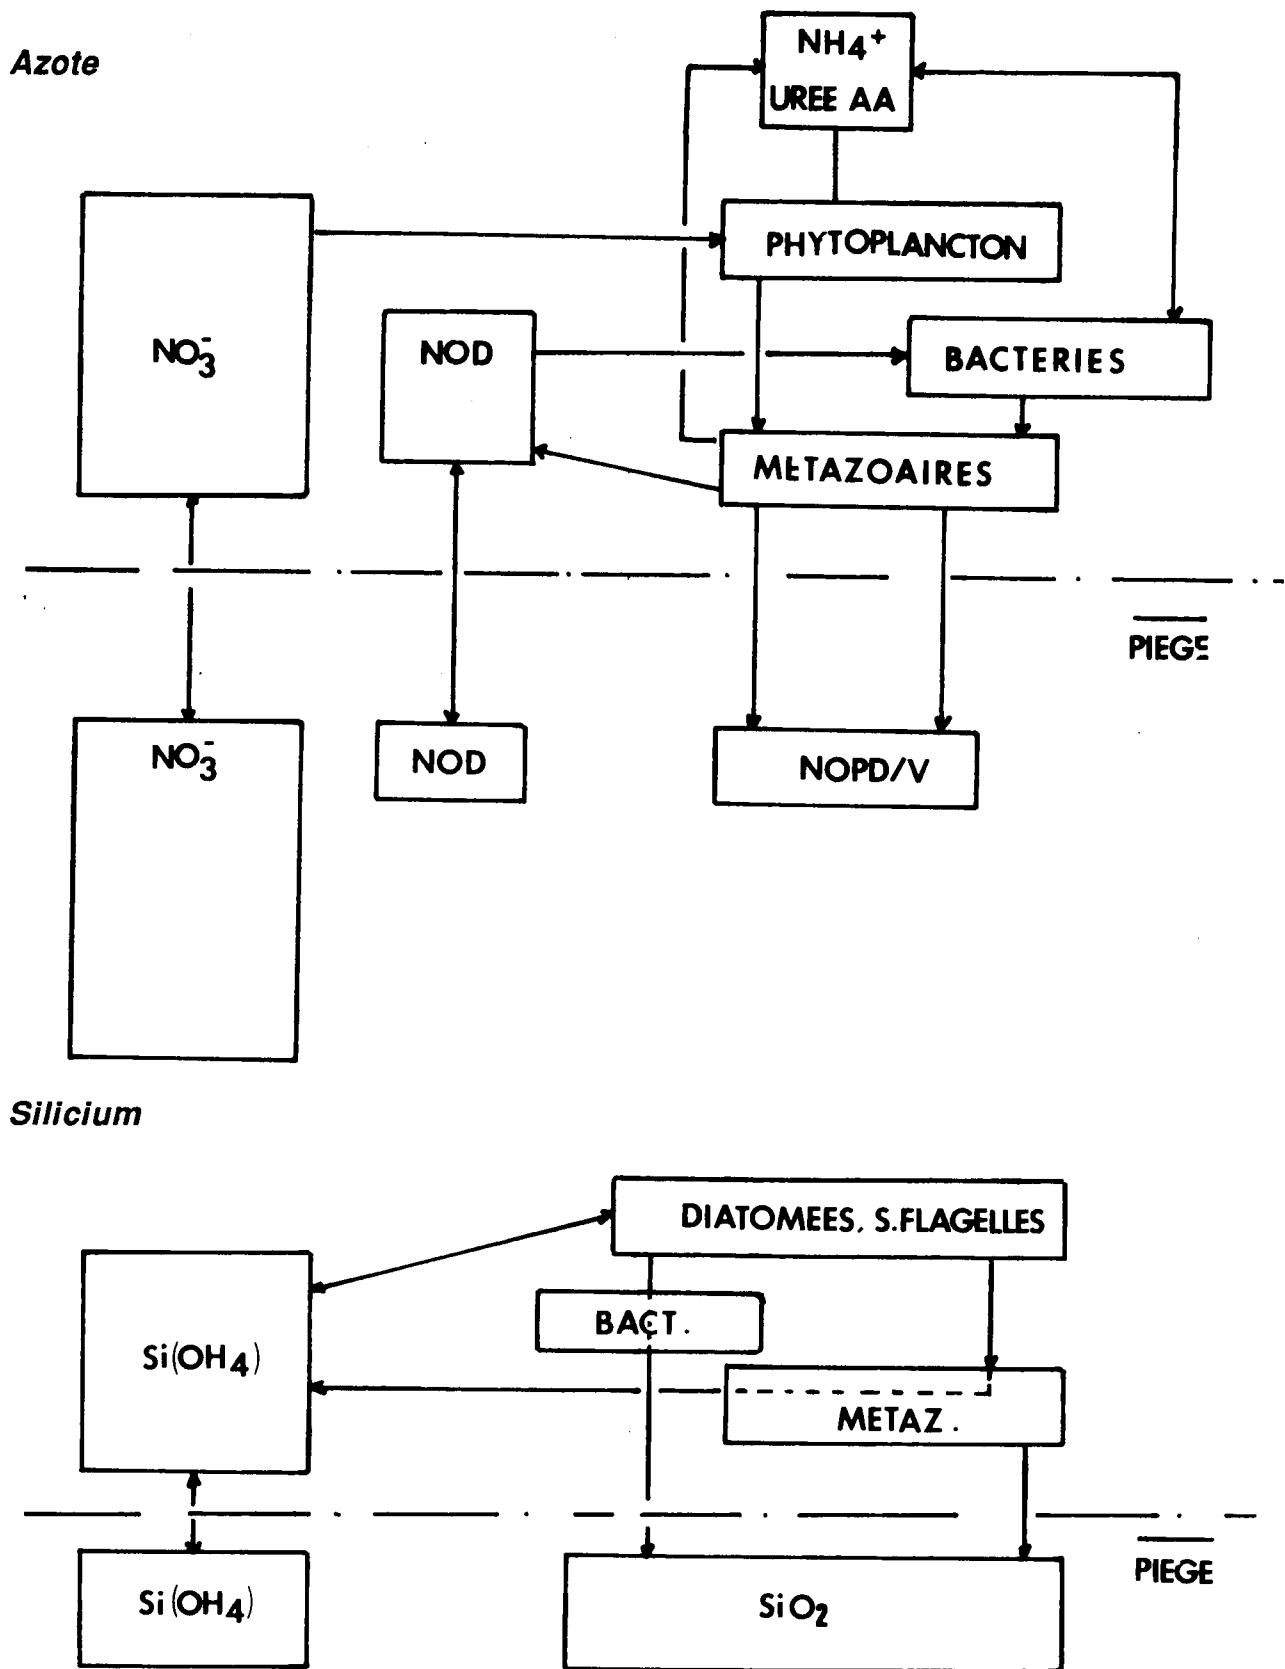 Azote
NH4+
UREE AA
PHYTOPLANCTON
NO3-
NOD
BACTERIES
METAZOAIRES
PIEGE
NO3-
NOD
NOPD/V
Silicium
DIATOMEES, S.FLAGELLES
BACT.
Si(OH4)
METAZ.
PIEGE
Si(OH4)
SiO2